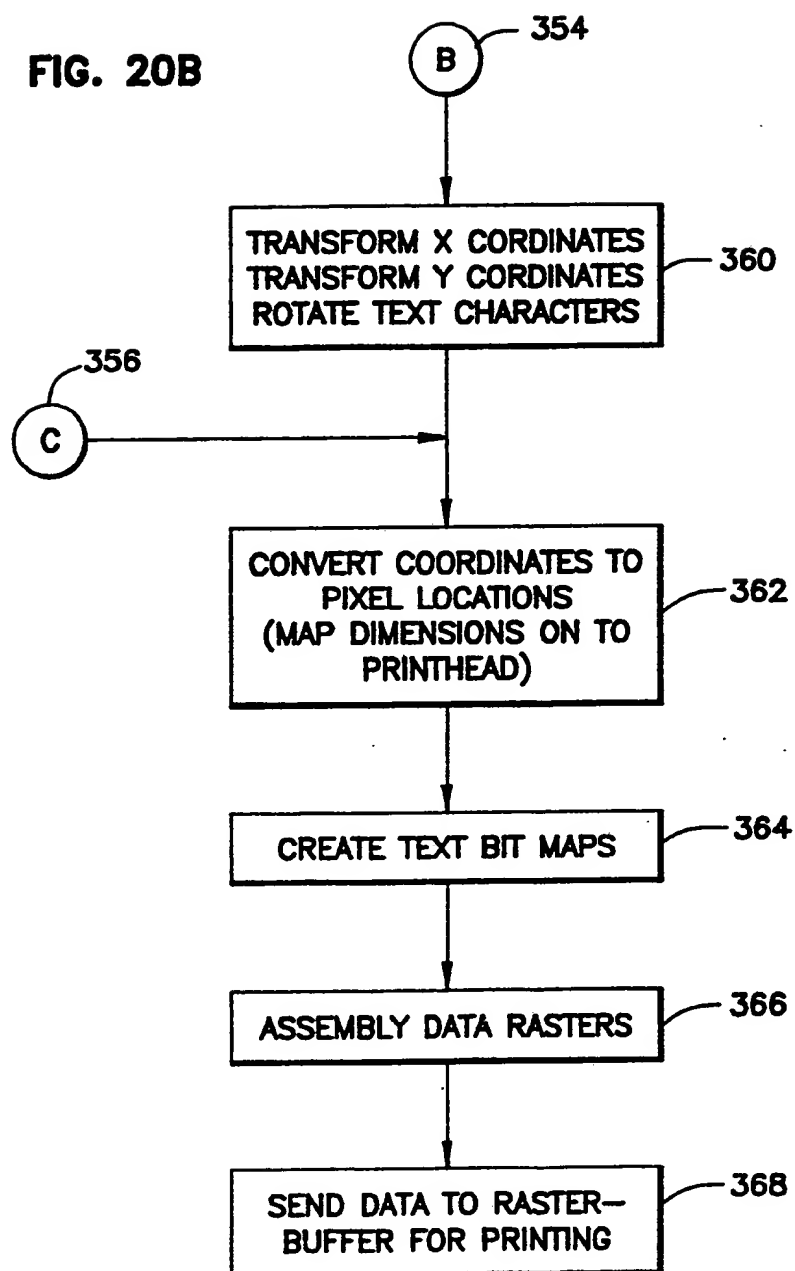 FIG. 20B
B
354
TRANSFORM X CORDINATES
TRANSFORM Y CORDINATES
ROTATE TEXT CHARACTERS
360
356
C
CONVERT COORDINATES TO
PIXEL LOCATIONS
(MAP DIMENSIONS ON TO
PRINTHEAD)
362
CREATE TEXT BIT MAPS
364
ASSEMBLY DATA RASTERS
366
SEND DATA TO RASTER–
BUFFER FOR PRINTING
368